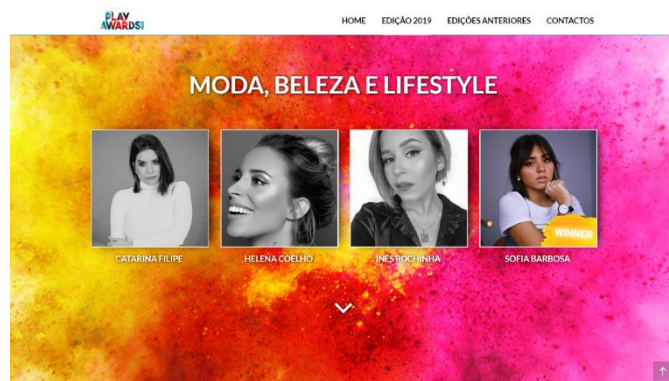 PLAY
AWARDS
HOME EDIÇÃO 2019 EDIÇÕES ANTERIORES CONTACTOS
MODA, BELEZA E LIFESTYLE
WINNER
CATARINA FILIPE HELENA COELHO INÊS ROCHINHA SOFIA BARBOSA